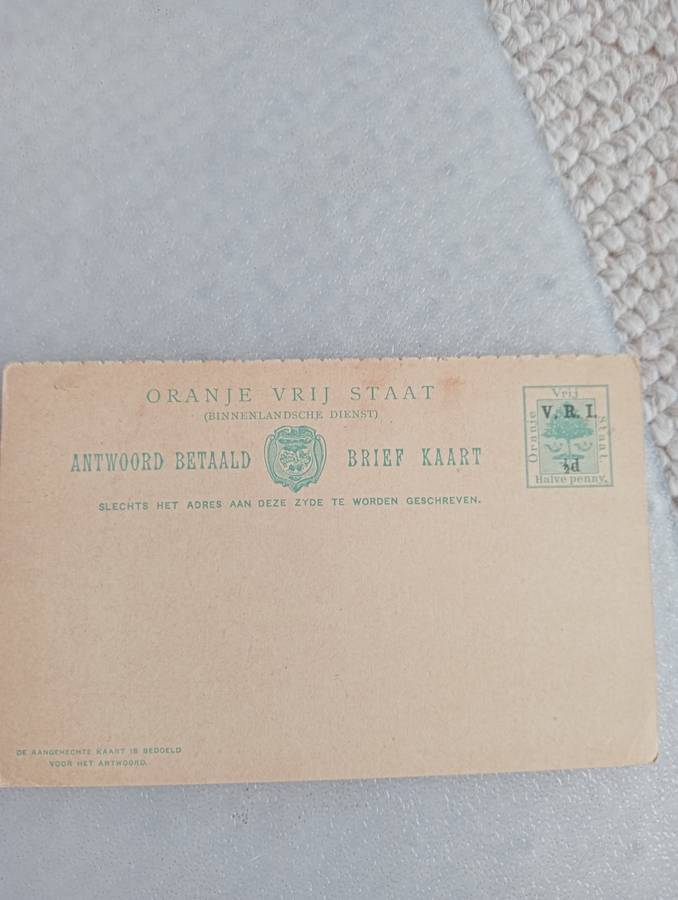 ORANJE VRIJ STAAT
(BINNENLANDSCHE DIENST)
ANTWOORD BETAALD BRIEF KAART
SLECHTS HET ADRES AAN DEZE ZYDE TE WORDEN GESCHREVEN.
Vrij
Oranje
Staat
V. R. I.
½d
Halve penny.
DE AANGEHECHTE KAART IS BEDOELD
VOOR HET ANTWOORD.